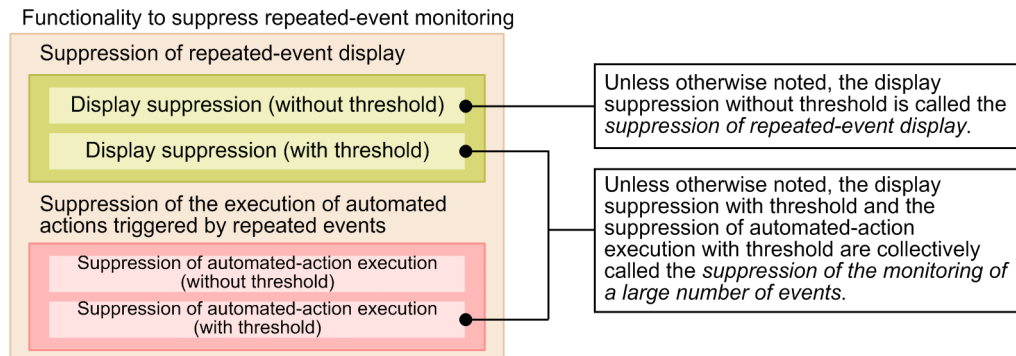 Functionality to suppress repeated-event monitoring
Suppression of repeated-event display
Display suppression (without threshold)
Display suppression (with threshold)
Suppression of the execution of automated
actions triggered by repeated events
Suppression of automated-action execution
(without threshold)
Suppression of automated-action execution
(with threshold)
Unless otherwise noted, the display
suppression without threshold is called the
suppression of repeated-event display.
Unless otherwise noted, the display
suppression with threshold and the
suppression of automated-action
execution with threshold are collectively
called the suppression of the monitoring of
a large number of events.